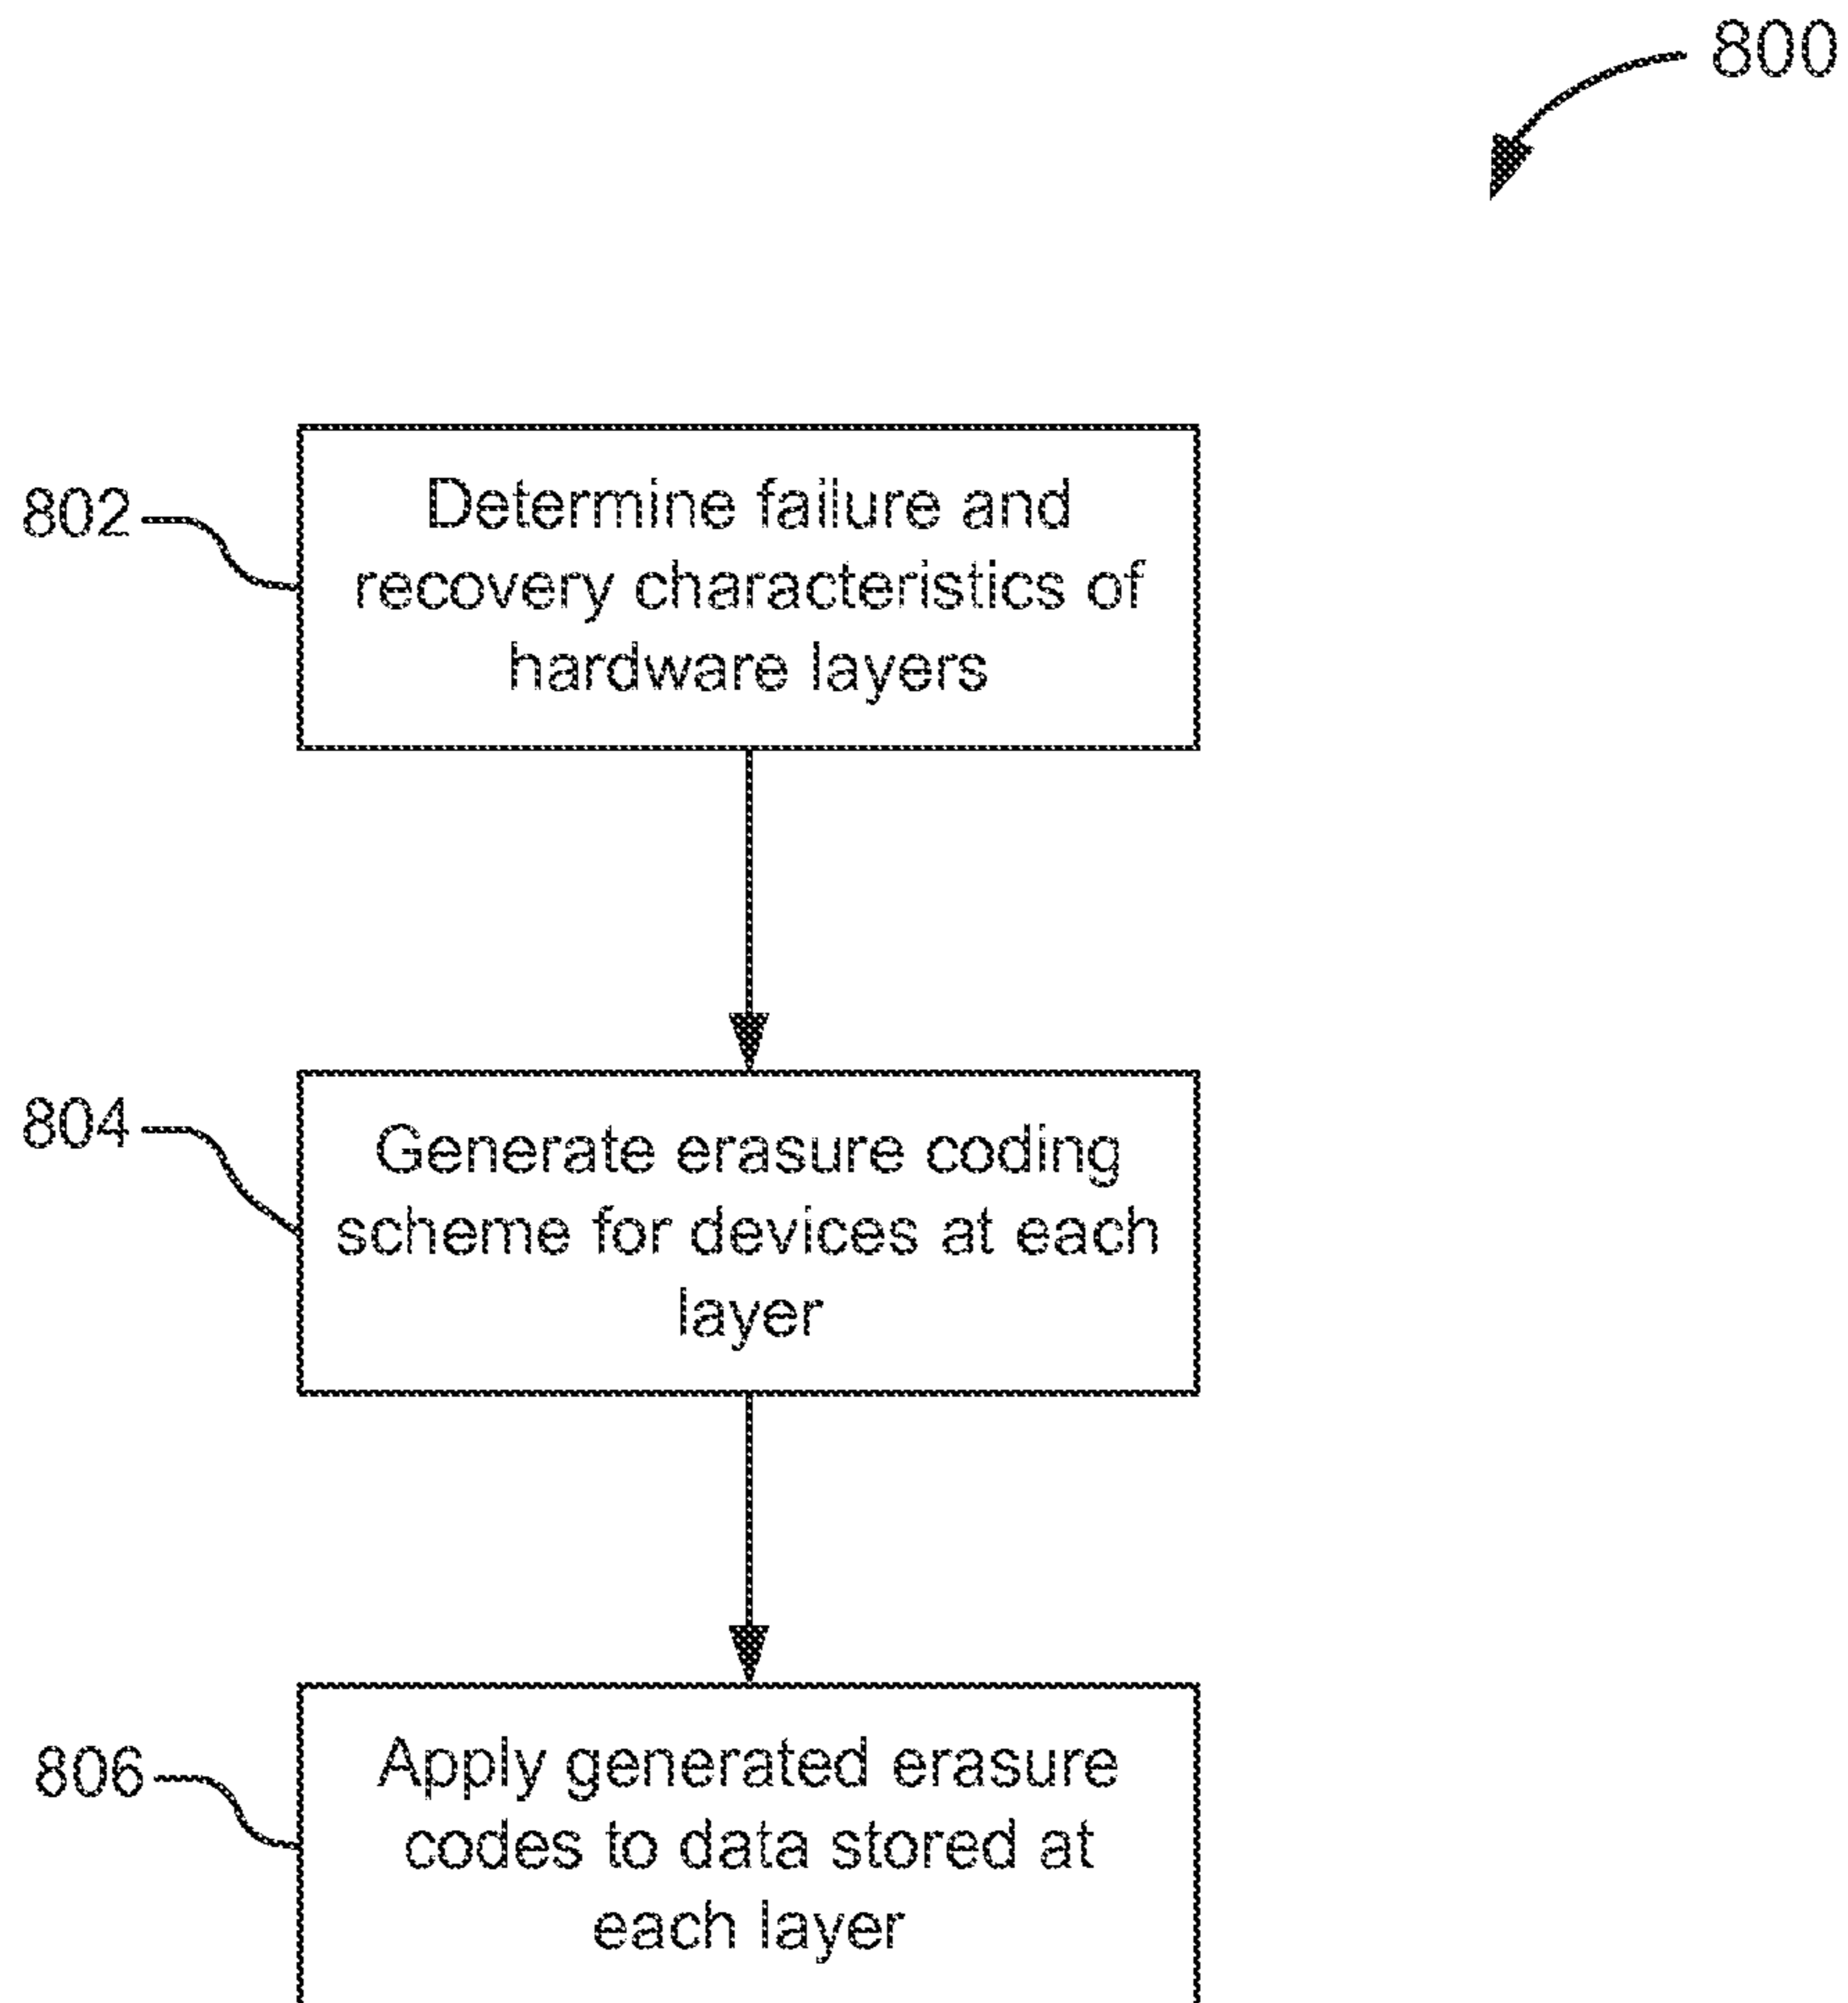 800
802
Determine failure and
recovery characteristics of
hardware layers
804
Generate erasure coding
scheme for devices at each
layer
806
Apply generated erasure
codes to data stored at
each layer